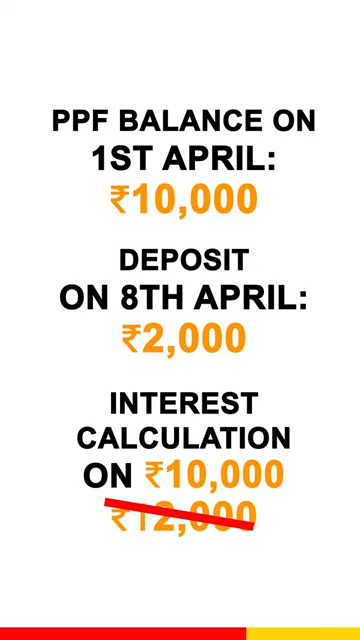 PPF BALANCE ON
1ST APRIL:
₹10,000
DEPOSIT
ON 8TH APRIL:
₹2,000
INTEREST
CALCULATION
ON ₹10,000
₹12,000